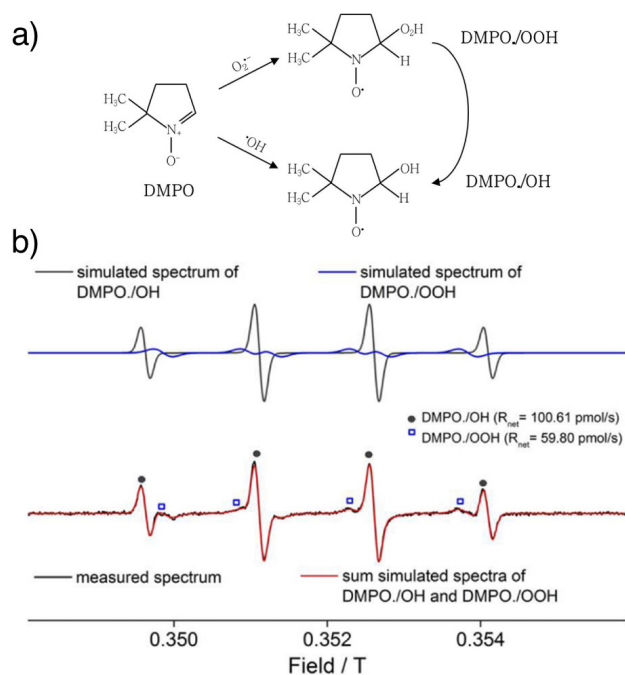 a)
H₃C
H₃C
N
O•
O₂H
H
DMPO./OOH
O₂•⁻
H₃C
H₃C
N⁺
O⁻
DMPO
•OH
H₃C
H₃C
N
O•
OH
H
DMPO./OH
b)
simulated spectrum of
DMPO./OH
simulated spectrum of
DMPO./OOH
DMPO./OH (Rnet= 100.61 pmol/s)
DMPO./OOH (Rnet= 59.80 pmol/s)
measured spectrum
sum simulated spectra of
DMPO./OH and DMPO./OOH
0.350 0.352 0.354
Field / T